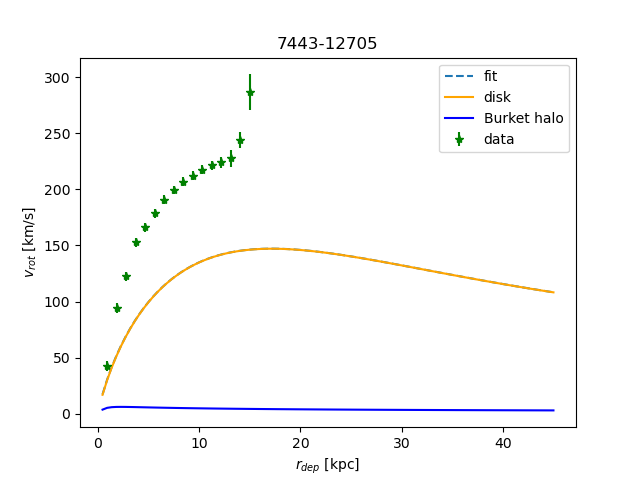 7443-12705
300
250
200
150
100
50
0
v_rot [km/s]
0 10 20 30 40
r_dep [kpc]
fit
disk
Burket halo
data